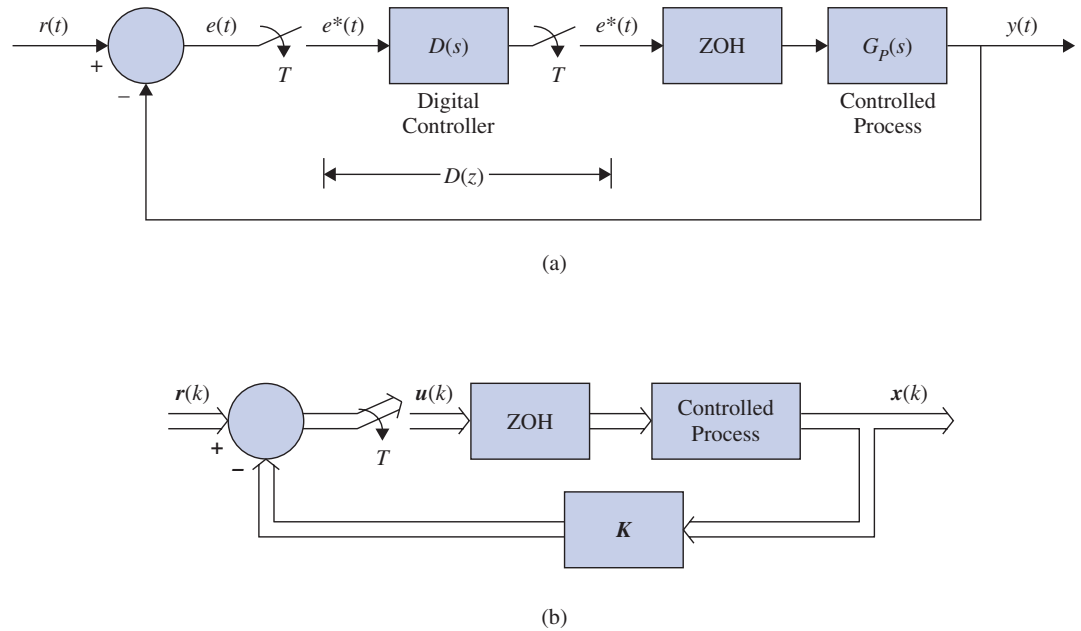 r(t) e(t) e*(t) D(s) e*(t) ZOH G_P(s) y(t)
+
−
T
T
Digital
Controller
Controlled
Process
D(z)
(a)
r(k) u(k) ZOH Controlled
Process x(k)
+
−
T
K
(b)